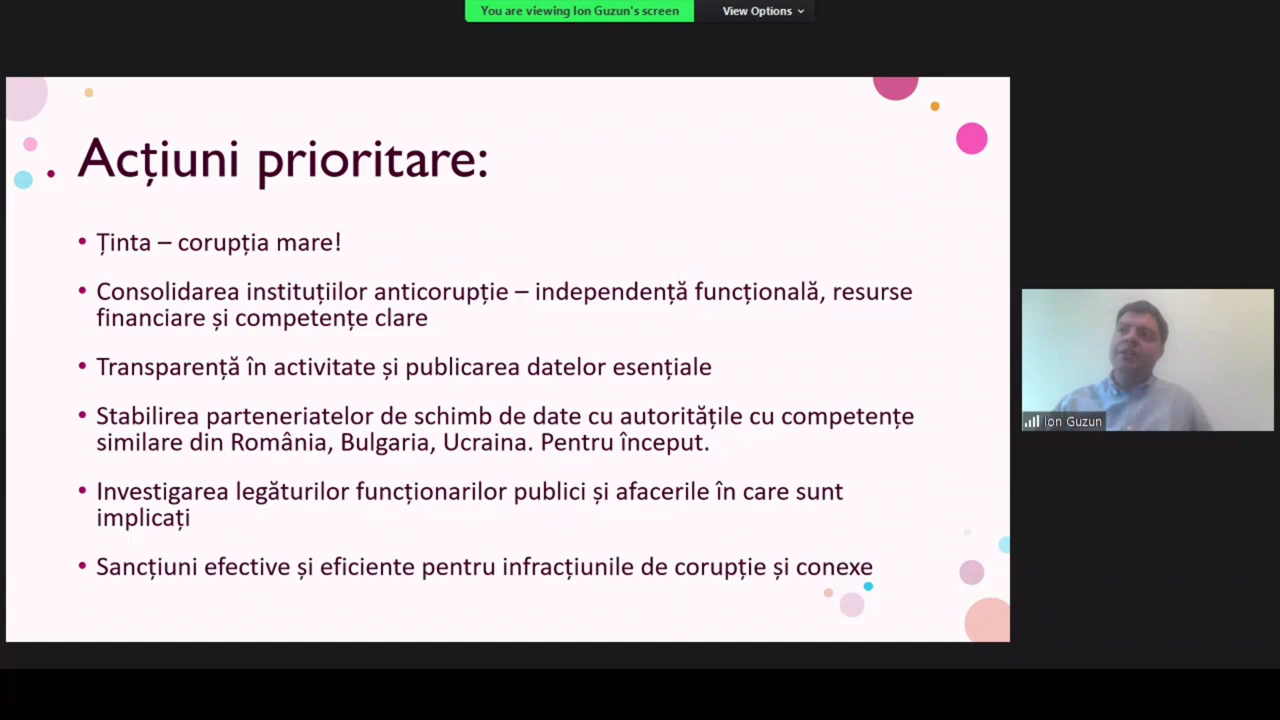 You are viewing Ion Guzun's screen
View Options
Acțiuni prioritare:
• Ținta – corupția mare!
• Consolidarea instituțiilor anticorupție – independență funcțională, resurse
financiare și competențe clare
• Transparență în activitate și publicarea datelor esențiale
• Stabilirea parteneriatelor de schimb de date cu autoritățile cu competențe
similare din România, Bulgaria, Ucraina. Pentru început.
• Investigarea legăturilor funcționarilor publici și afacerile în care sunt
implicați
• Sancțiuni efective și eficiente pentru infracțiunile de corupție și conexe
Ion Guzun